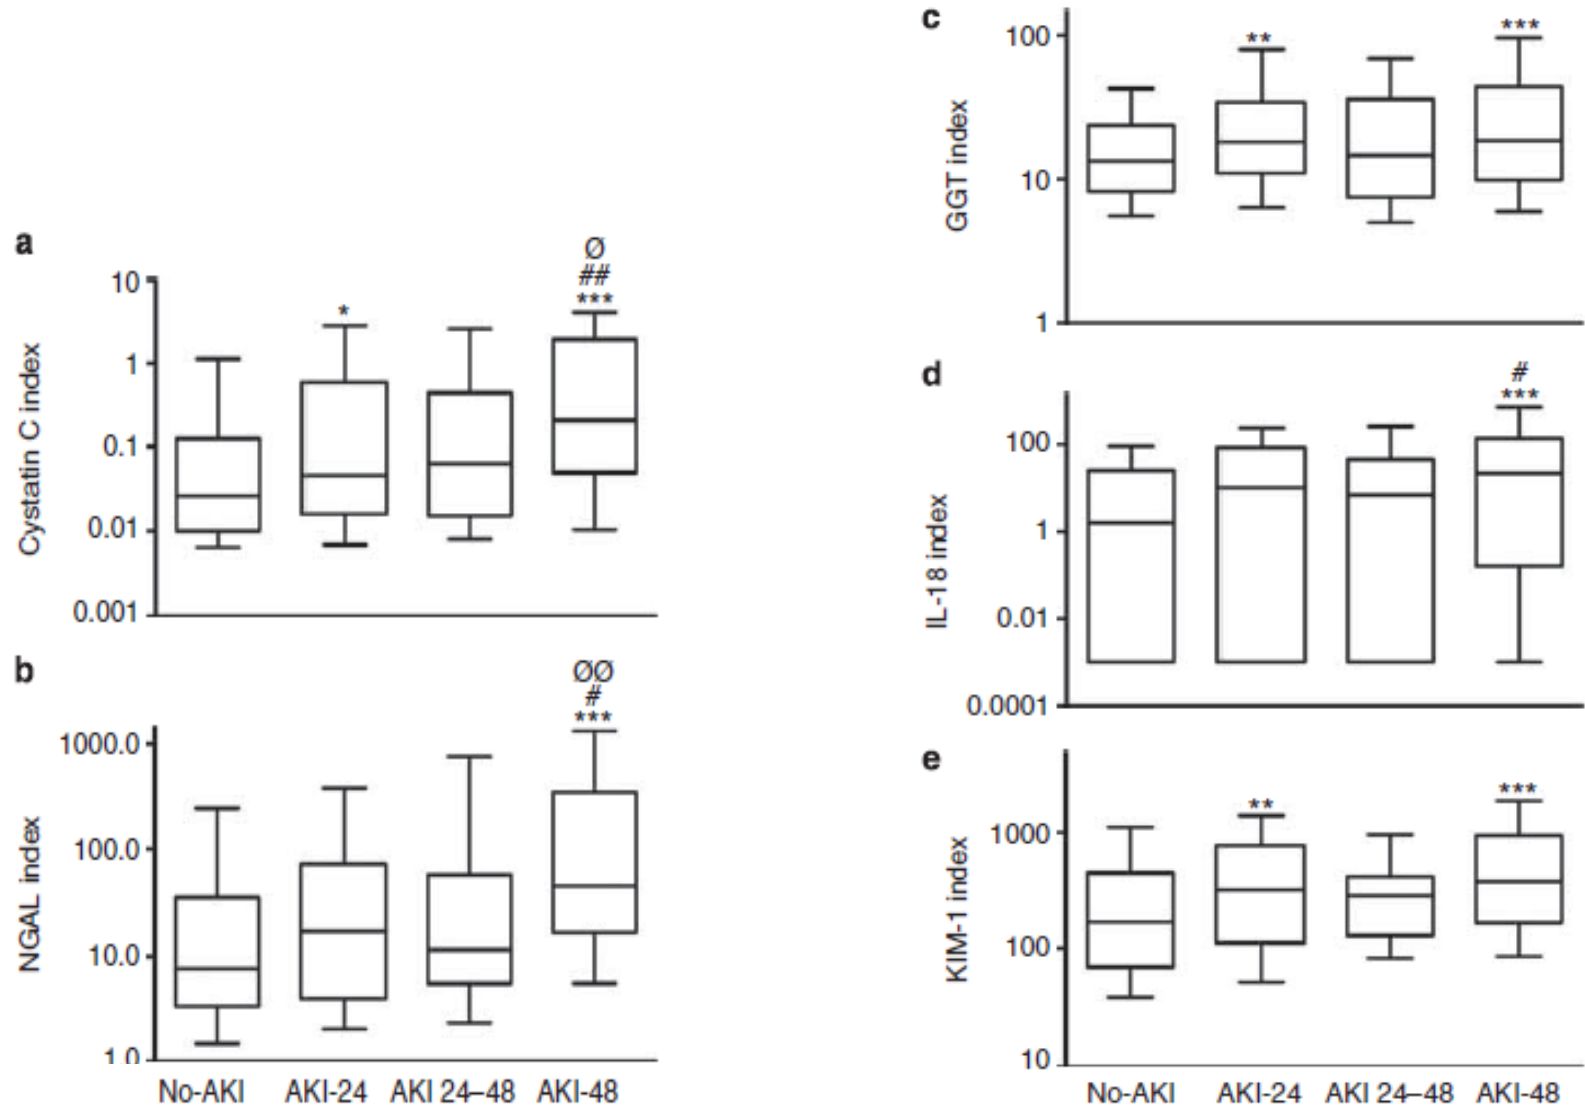 a
Ø
##
***
*
10
1
0.1
0.01
0.001
Cystatin C index
b
ØØ
#
***
1000.0
100.0
10.0
1.0
NGAL index
No-AKI AKI-24 AKI 24–48 AKI-48
c
**
***
100
10
1
GGT index
d
#
***
100
1
0.01
0.0001
IL-18 index
e
**
***
1000
100
10
KIM-1 index
No-AKI AKI-24 AKI 24–48 AKI-48